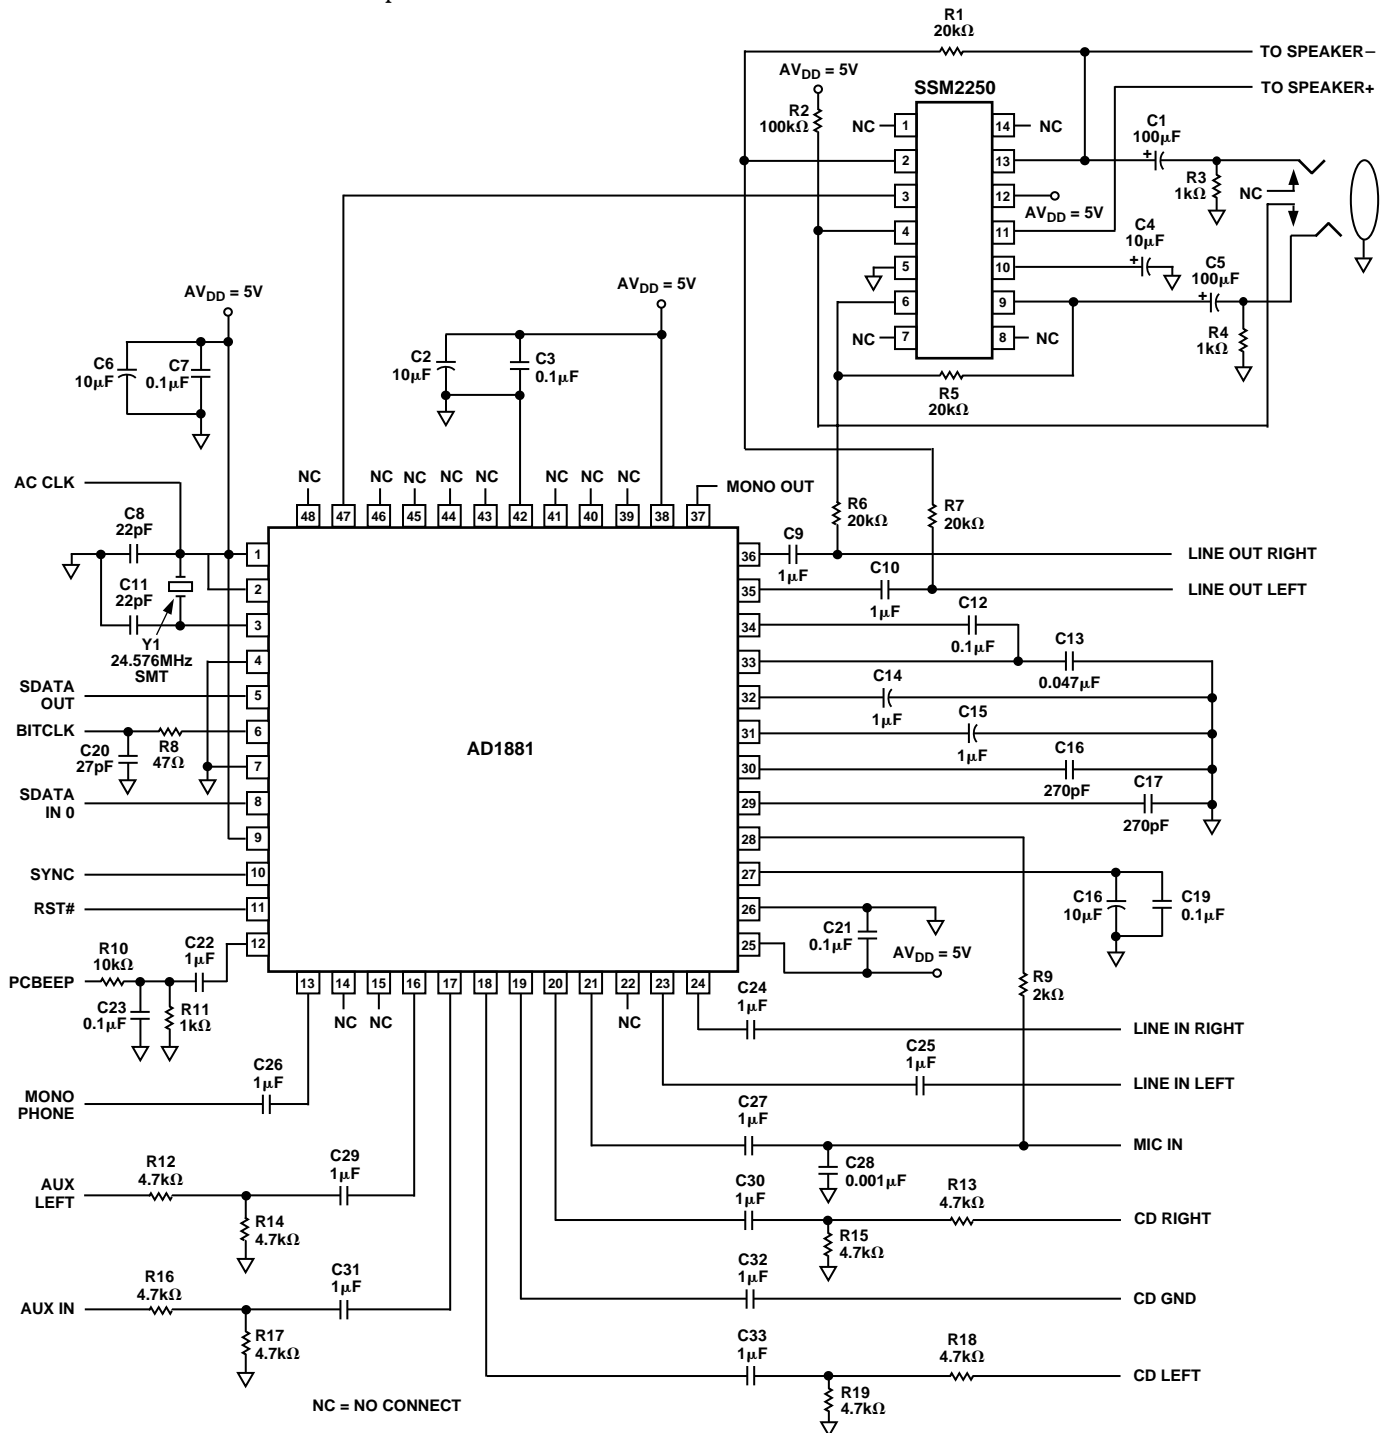 R1
20kΩ
TO SPEAKER−
AVDD = 5V
SSM2250
TO SPEAKER+
R2
100kΩ
NC
1
14
NC
C1
100µF
+
2
13
R3
1kΩ
NC
3
12
AVDD = 5V
4
11
C4
10µF
+
5
10
C5
100µF
+
6
9
R4
1kΩ
NC
7
8
NC
R5
20kΩ
AVDD = 5V
C6
10µF
C7
0.1µF
AVDD = 5V
C2
10µF
C3
0.1µF
AC CLK
NC
NC
NC
NC
NC
NC
NC
NC
MONO OUT
48
47
46
45
44
43
42
41
40
39
38
37
R6
20kΩ
R7
20kΩ
C8
22pF
C11
22pF
Y1
24.576MHz
SMT
1
2
3
4
SDATA
OUT
5
BITCLK
6
C20
27pF
R8
47Ω
7
SDATA
IN 0
8
9
SYNC
10
RST#
11
12
AD1881
36
C9
1µF
LINE OUT RIGHT
35
C10
1µF
LINE OUT LEFT
34
C12
0.1µF
33
C13
0.047µF
32
C14
1µF
31
C15
1µF
30
C16
270pF
29
C17
270pF
28
27
C16
10µF
C19
0.1µF
26
C21
0.1µF
25
AVDD = 5V
R9
2kΩ
R10
10kΩ
C22
1µF
PCBEEP
C23
0.1µF
R11
1kΩ
13
14
15
16
17
18
19
20
21
22
23
24
NC
NC
NC
C24
1µF
LINE IN RIGHT
C25
1µF
LINE IN LEFT
C26
1µF
MONO
PHONE
C27
1µF
MIC IN
C28
0.001µF
R12
4.7kΩ
C29
1µF
AUX
LEFT
R14
4.7kΩ
C30
1µF
R13
4.7kΩ
CD RIGHT
R15
4.7kΩ
R16
4.7kΩ
C31
1µF
AUX IN
R17
4.7kΩ
C32
1µF
CD GND
C33
1µF
R18
4.7kΩ
CD LEFT
R19
4.7kΩ
NC = NO CONNECT